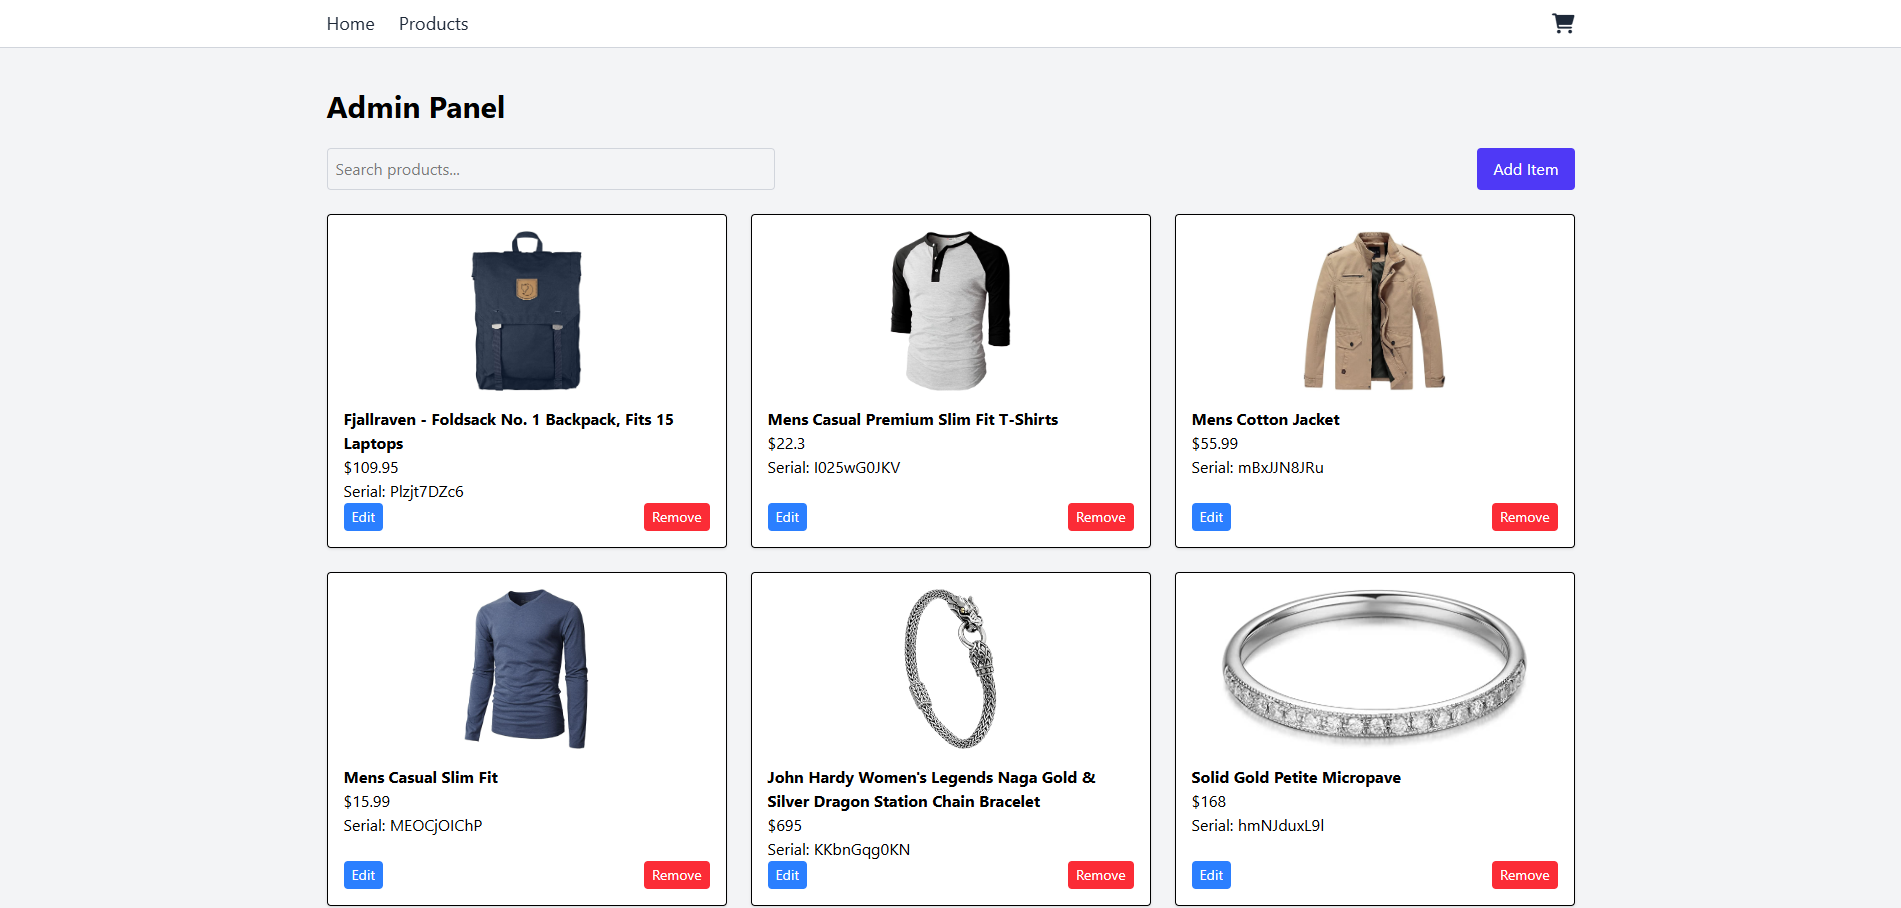 Home Products
Admin Panel
Search products...
Add Item
Fjallraven - Foldsack No. 1 Backpack, Fits 15
Laptops
$109.95
Serial: Plzjt7DZc6
Edit
Remove
Mens Casual Premium Slim Fit T-Shirts
$22.3
Serial: I025wG0JKV
Edit
Remove
Mens Cotton Jacket
$55.99
Serial: mBxJJN8JRu
Edit
Remove
Mens Casual Slim Fit
$15.99
Serial: MEOCjOIChP
Edit
Remove
John Hardy Women's Legends Naga Gold &
Silver Dragon Station Chain Bracelet
$695
Serial: KKbnGqg0KN
Edit
Remove
Solid Gold Petite Micropave
$168
Serial: hmNJduxL9l
Edit
Remove